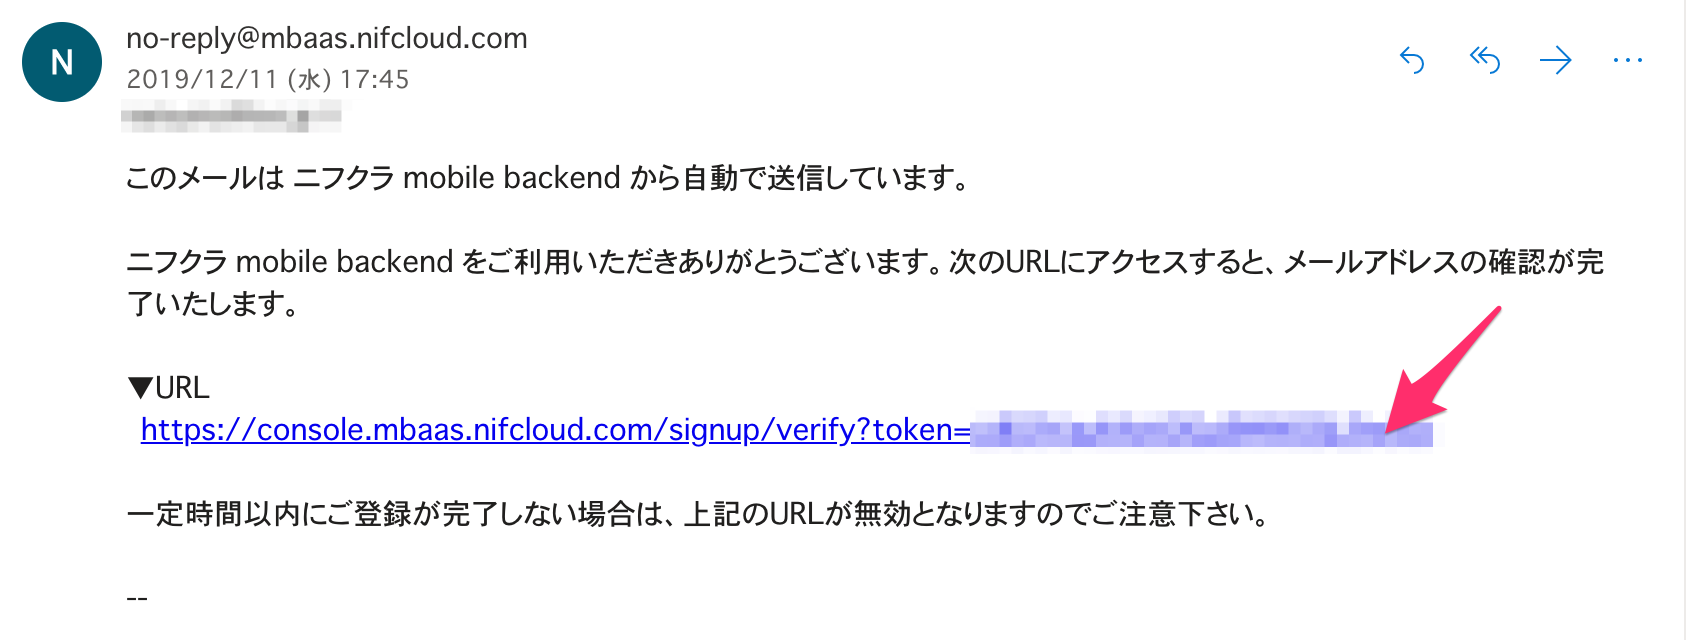 N
no-reply@mbaas.nifcloud.com
2019/12/11 (水) 17:45
このメールは ニフクラ mobile backend から自動で送信しています。
ニフクラ mobile backend をご利用いただきありがとうございます。次のURLにアクセスすると、メールアドレスの確認が完
了いたします。
▼URL
https://console.mbaas.nifcloud.com/signup/verify?token=
一定時間以内にご登録が完了しない場合は、上記のURLが無効となりますのでご注意下さい。
--